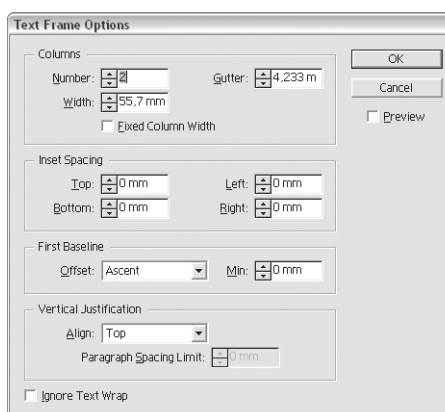 Text Frame Options
Columns
Number: 2 Gutter: 4,233 m
Width: 55,7 mm
Fixed Column Width
OK
Cancel
Preview
Inset Spacing
Top: 0 mm Left: 0 mm
Bottom: 0 mm Right: 0 mm
First Baseline
Offset: Ascent Min: 0 mm
Vertical Justification
Align: Top
Paragraph Spacing Limit: 0 mm
Ignore Text Wrap